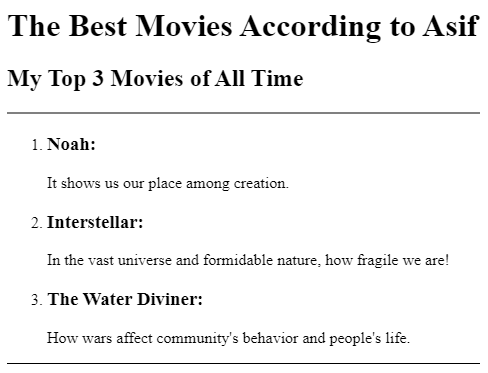 The Best Movies According to Asif
My Top 3 Movies of All Time
1. Noah:
It shows us our place among creation.
2. Interstellar:
In the vast universe and formidable nature, how fragile we are!
3. The Water Diviner:
How wars affect community's behavior and people's life.